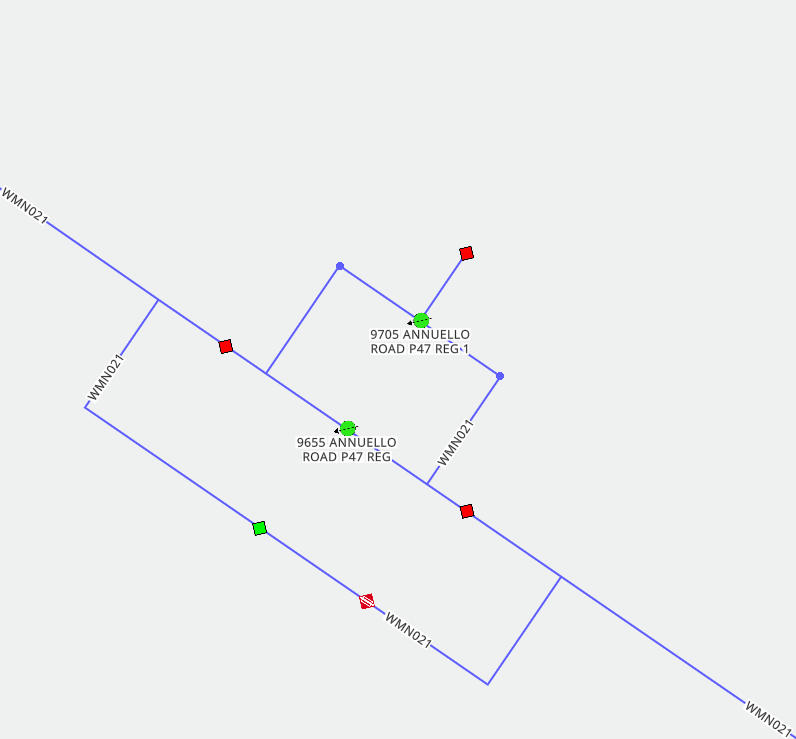 WMN021
9705 ANNUELLO
ROAD P47 REG 1
WMN021
9655 ANNUELLO
ROAD P47 REG
WMN021
WMN021
WMN021